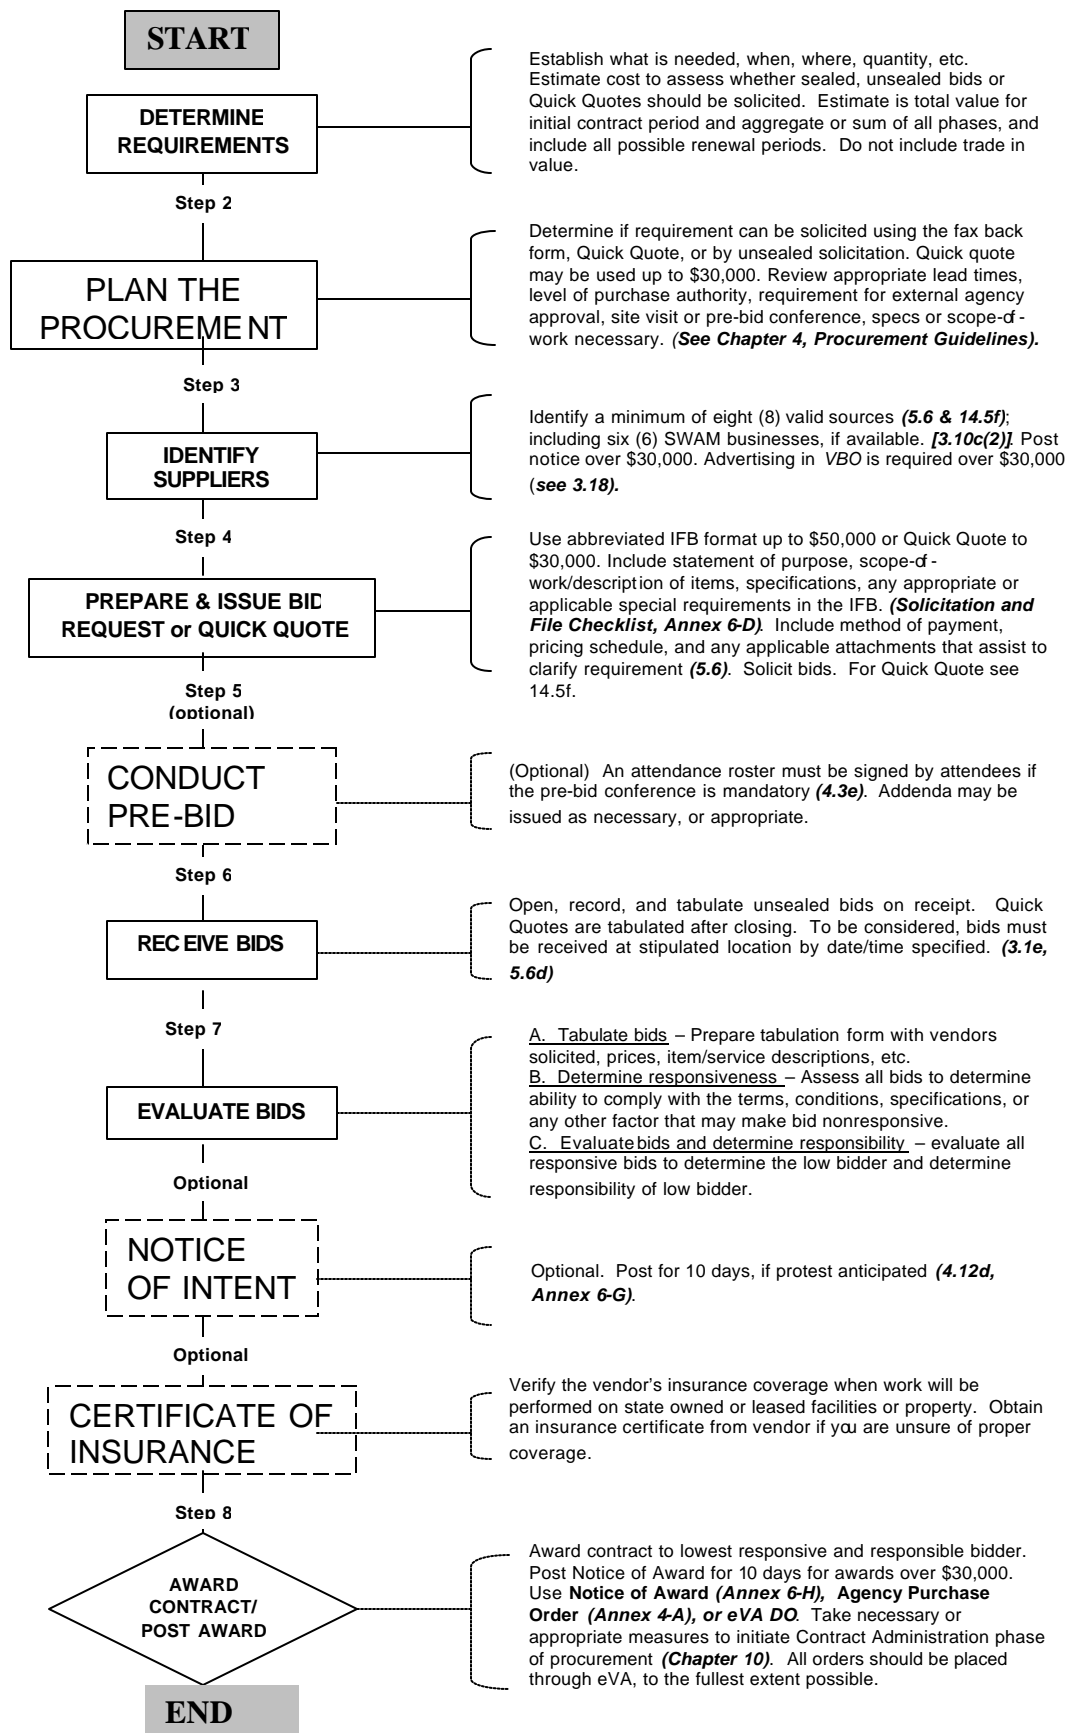 START
DETERMINE
REQUIREMENTS
Establish what is needed, when, where, quantity, etc.
Estimate cost to assess whether sealed, unsealed bids or
Quick Quotes should be solicited. Estimate is total value for
initial contract period and aggregate or sum of all phases, and
include all possible renewal periods. Do not include trade in
value.
Step 2
PLAN THE
PROCUREMENT
Determine if requirement can be solicited using the fax back
form, Quick Quote, or by unsealed solicitation. Quick quote
may be used up to $30,000. Review appropriate lead times,
level of purchase authority, requirement for external agency
approval, site visit or pre-bid conference, specs or scope-of-
work necessary. (See Chapter 4, Procurement Guidelines).
Step 3
IDENTIFY
SUPPLIERS
Identify a minimum of eight (8) valid sources (5.6 & 14.5f);
including six (6) SWAM businesses, if available. [3.10c(2)]. Post
notice over $30,000. Advertising in VBO is required over $30,000
(see 3.18).
Step 4
PREPARE & ISSUE BID
REQUEST or QUICK QUOTE
Use abbreviated IFB format up to $50,000 or Quick Quote to
$30,000. Include statement of purpose, scope-of-
work/description of items, specifications, any appropriate or
applicable special requirements in the IFB. (Solicitation and
File Checklist, Annex 6-D). Include method of payment,
pricing schedule, and any applicable attachments that assist to
clarify requirement (5.6). Solicit bids. For Quick Quote see
14.5f.
Step 5
(optional)
CONDUCT
PRE-BID
(Optional) An attendance roster must be signed by attendees if
the pre-bid conference is mandatory (4.3e). Addenda may be
issued as necessary, or appropriate.
Step 6
RECEIVE BIDS
Open, record, and tabulate unsealed bids on receipt. Quick
Quotes are tabulated after closing. To be considered, bids must
be received at stipulated location by date/time specified. (3.1e,
5.6d)
Step 7
EVALUATE BIDS
A. Tabulate bids – Prepare tabulation form with vendors
solicited, prices, item/service descriptions, etc.
B. Determine responsiveness – Assess all bids to determine
ability to comply with the terms, conditions, specifications, or
any other factor that may make bid nonresponsive.
C. Evaluate bids and determine responsibility – evaluate all
responsive bids to determine the low bidder and determine
responsibility of low bidder.
Optional
NOTICE
OF INTENT
Optional. Post for 10 days, if protest anticipated (4.12d,
Annex 6-G).
Optional
CERTIFICATE OF
INSURANCE
Verify the vendor's insurance coverage when work will be
performed on state owned or leased facilities or property. Obtain
an insurance certificate from vendor if you are unsure of proper
coverage.
Step 8
AWARD
CONTRACT/
POST AWARD
Award contract to lowest responsive and responsible bidder.
Post Notice of Award for 10 days for awards over $30,000.
Use Notice of Award (Annex 6-H), Agency Purchase
Order (Annex 4-A), or eVA DO. Take necessary or
appropriate measures to initiate Contract Administration phase
of procurement (Chapter 10). All orders should be placed
through eVA, to the fullest extent possible.
END